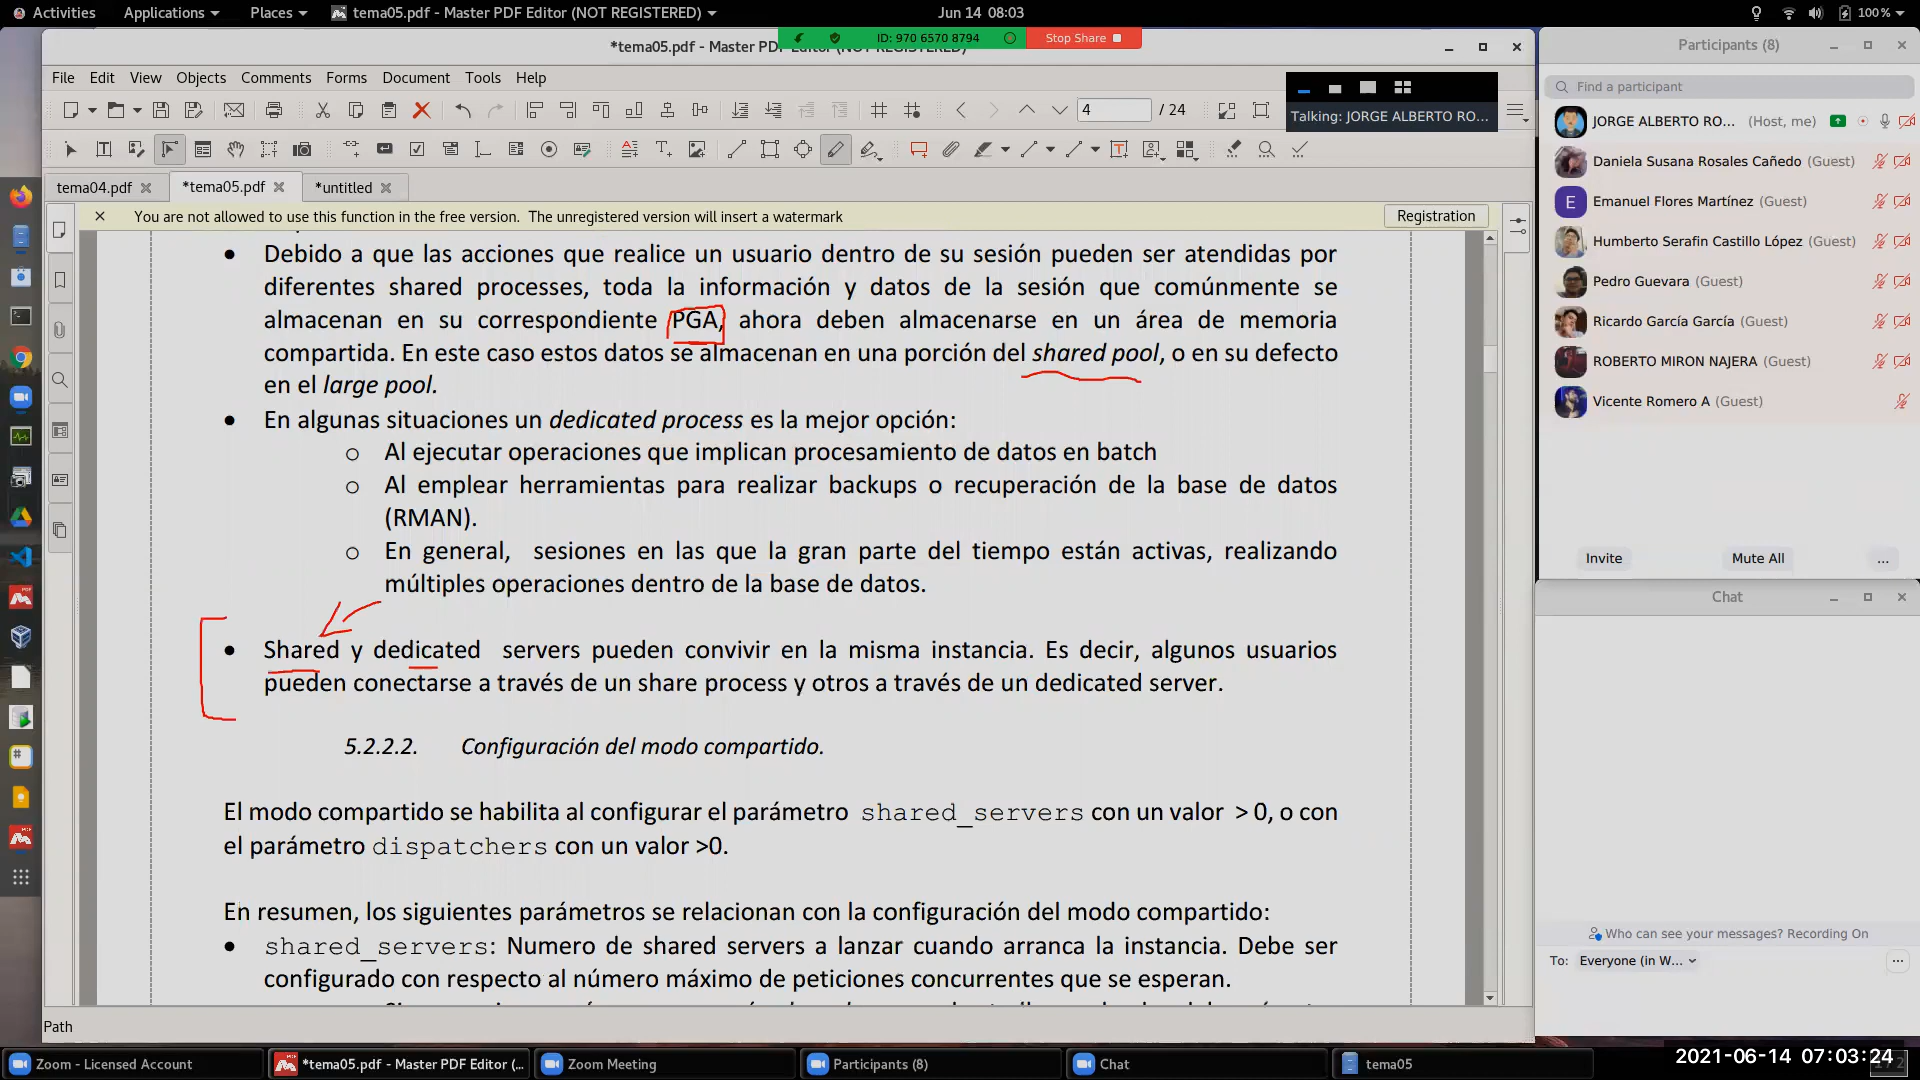 Activities Applications Places tema05.pdf - Master PDF Editor (NOT REGISTERED) Jun 14 08:03 100%
*tema05.pdf - Master PDF Editor (NOT REGISTERED)
ID: 970 6570 8794 Stop Share
File Edit View Objects Comments Forms Document Tools Help
4 / 24
Talking: JORGE ALBERTO RO...
tema04.pdf *tema05.pdf *untitled
You are not allowed to use this function in the free version. The unregistered version will insert a watermark Registration
• Debido a que las acciones que realice un usuario dentro de su sesión pueden ser atendidas por
diferentes shared processes, toda la información y datos de la sesión que comúnmente se
almacenan en su correspondiente PGA, ahora deben almacenarse en un área de memoria
compartida. En este caso estos datos se almacenan en una porción del shared pool, o en su defecto
en el large pool.
• En algunas situaciones un dedicated process es la mejor opción:
o Al ejecutar operaciones que implican procesamiento de datos en batch
o Al emplear herramientas para realizar backups o recuperación de la base de datos
(RMAN).
o En general, sesiones en las que la gran parte del tiempo están activas, realizando
múltiples operaciones dentro de la base de datos.
• Shared y dedicated servers pueden convivir en la misma instancia. Es decir, algunos usuarios
pueden conectarse a través de un share process y otros a través de un dedicated server.
5.2.2.2. Configuración del modo compartido.
El modo compartido se habilita al configurar el parámetro shared_servers con un valor > 0, o con
el parámetro dispatchers con un valor >0.
En resumen, los siguientes parámetros se relacionan con la configuración del modo compartido:
• shared_servers: Numero de shared servers a lanzar cuando arranca la instancia. Debe ser
configurado con respecto al número máximo de peticiones concurrentes que se esperan.
Path
Participants (8)
Find a participant
JORGE ALBERTO RO... (Host, me)
Daniela Susana Rosales Cañedo (Guest)
E Emanuel Flores Martínez (Guest)
Humberto Serafin Castillo López (Guest)
Pedro Guevara (Guest)
Ricardo García García (Guest)
ROBERTO MIRON NAJERA (Guest)
Vicente Romero A (Guest)
Invite Mute All ...
Chat
Who can see your messages? Recording On
To: Everyone (in W...
Zoom - Licensed Account *tema05.pdf - Master PDF Editor (... Zoom Meeting Participants (8) Chat tema05
2021-06-14 07:03:24